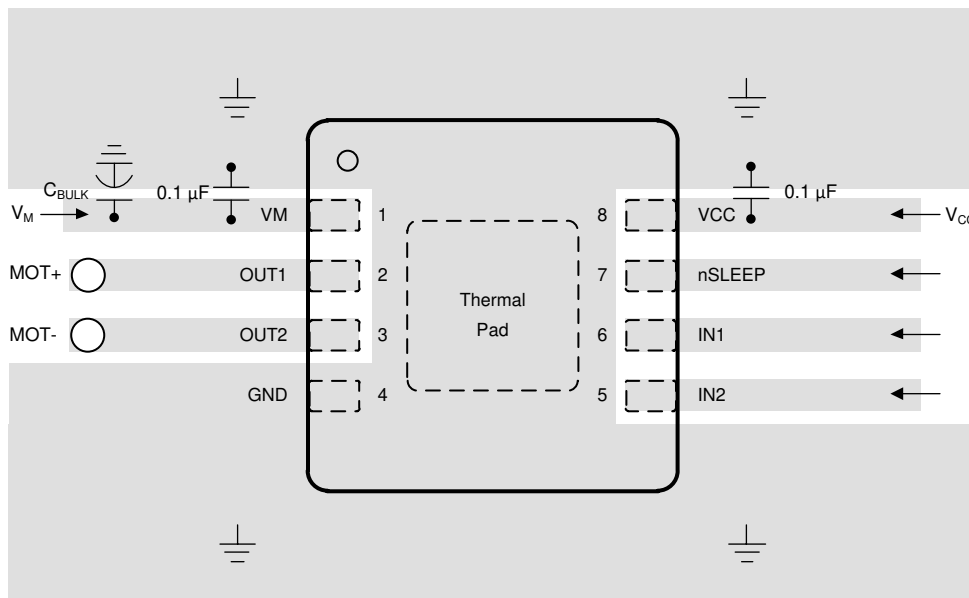 C_BULK
0.1 µF
0.1 µF
V_M
VM
1
8
VCC
V_CC
MOT+
OUT1
2
7
nSLEEP
Thermal
Pad
MOT-
OUT2
3
6
IN1
GND
4
5
IN2